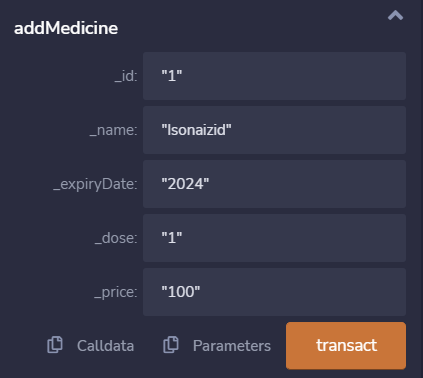 addMedicine
_id: "1"
_name: "Isonaizid"
_expiryDate: "2024"
_dose: "1"
_price: "100"
Calldata Parameters transact